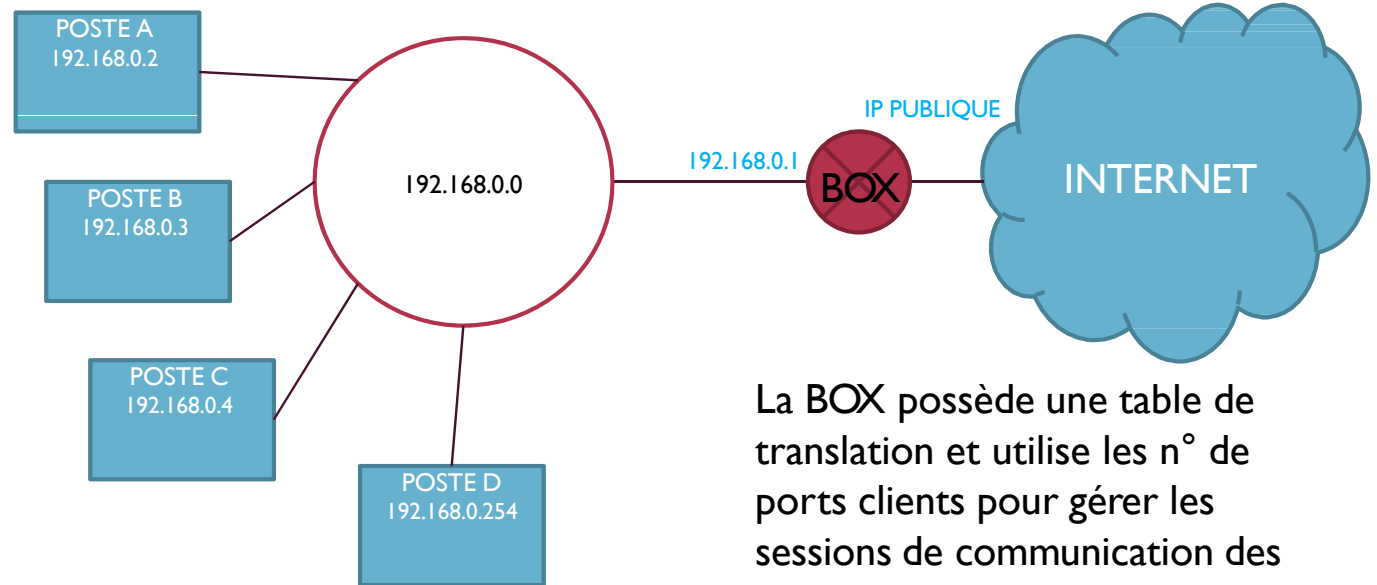 POSTE A
192.168.0.2
POSTE B
192.168.0.3
POSTE C
192.168.0.4
POSTE D
192.168.0.254
192.168.0.0
192.168.0.1
IP PUBLIQUE
BOX
INTERNET
La BOX possède une table de
translation et utilise les n° de
ports clients pour gérer les
sessions de communication des